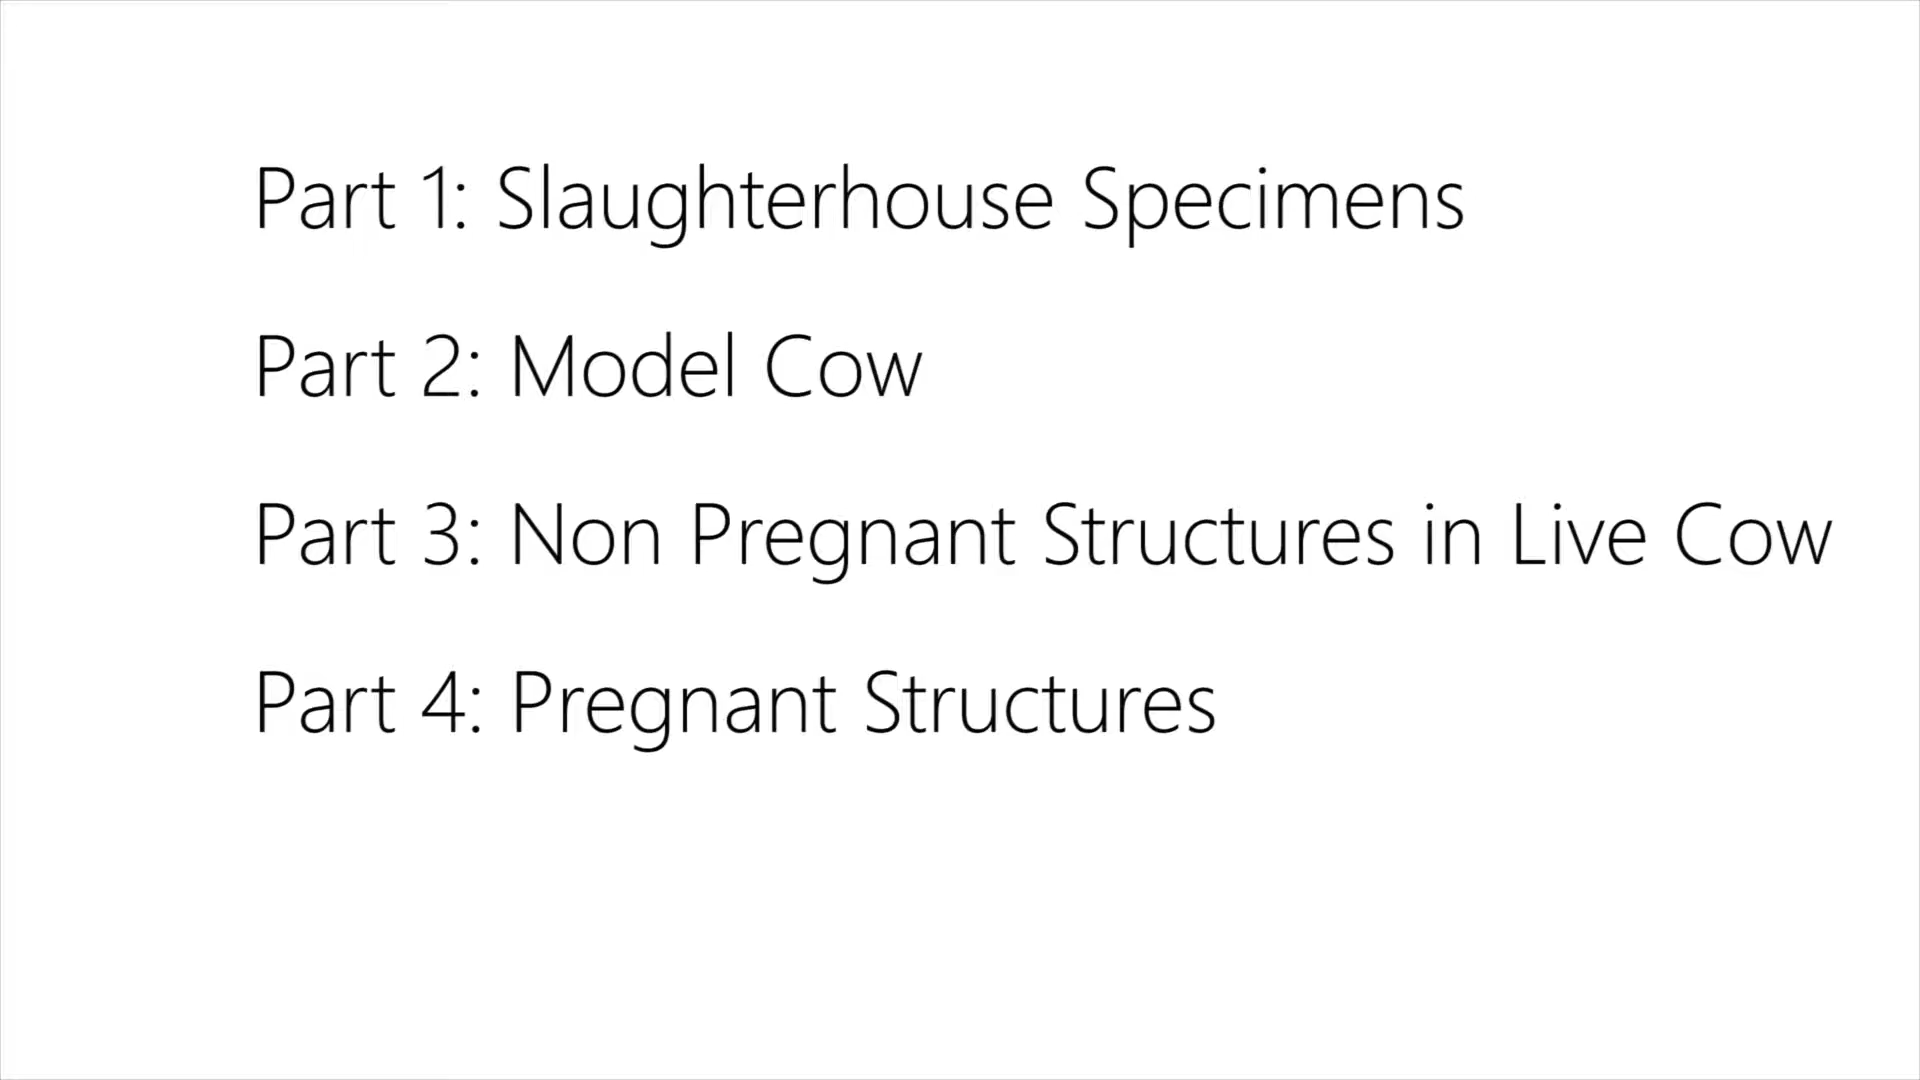 Part 1: Slaughterhouse Specimens
Part 2: Model Cow
Part 3: Non Pregnant Structures in Live Cow
Part 4: Pregnant Structures